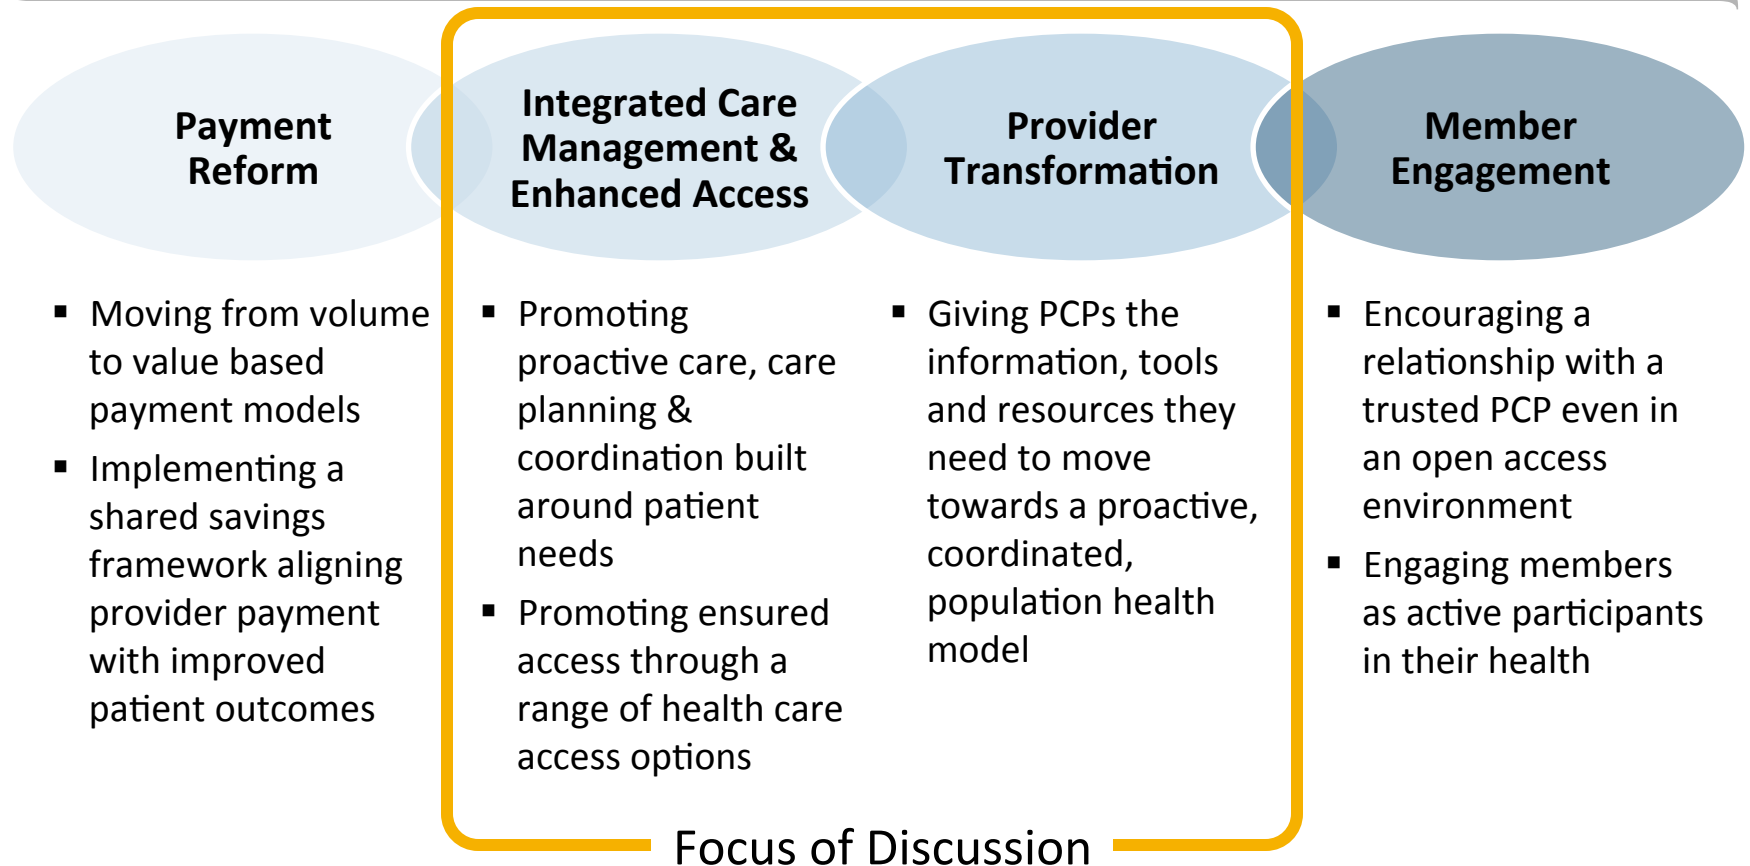 Payment
Reform
Integrated Care
Management &
Enhanced Access
Provider
Transformation
Member
Engagement
▪ Moving from volume
to value based
payment models
▪ Implementing a
shared savings
framework aligning
provider payment
with improved
patient outcomes
▪ Promoting
proactive care, care
planning &
coordination built
around patient
needs
▪ Promoting ensured
access through a
range of health care
access options
▪ Giving PCPs the
information, tools
and resources they
need to move
towards a proactive,
coordinated,
population health
model
▪ Encouraging a
relationship with a
trusted PCP even in
an open access
environment
▪ Engaging members
as active participants
in their health
Focus of Discussion